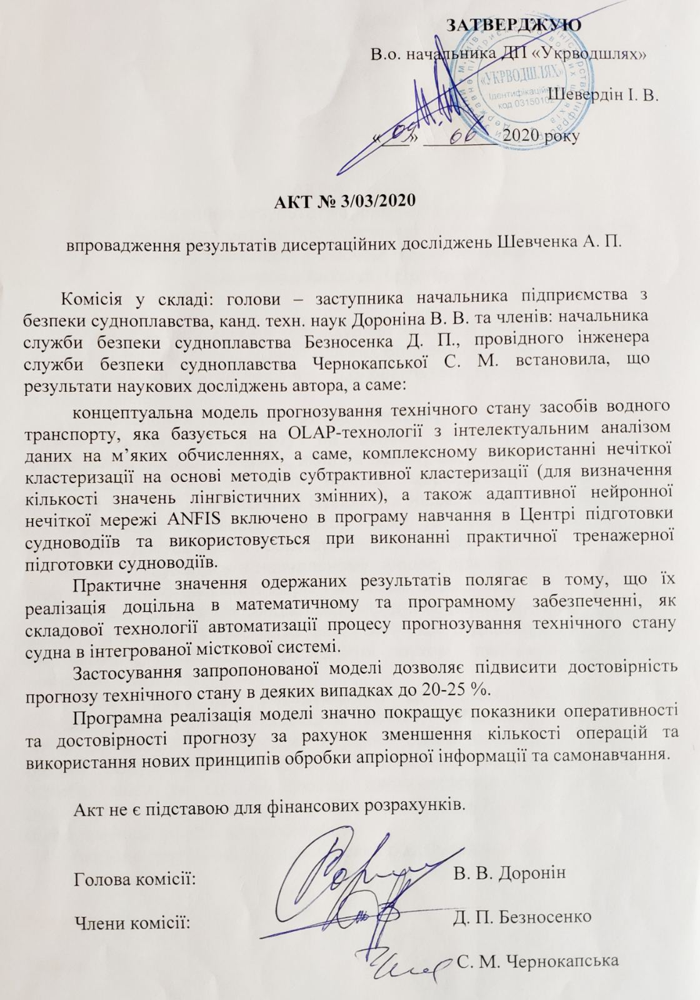 ЗАТВЕРДЖУЮ
В.о. начальника ДП «Укрводшлях»
«УКРВОДШЛЯХ»
Ідентифікаційний
код 03150102
Шевердін І. В.
«09» 06 2020 року
АКТ № 3/03/2020
впровадження результатів дисертаційних досліджень Шевченка А. П.
Комісія у складі: голови – заступника начальника підприємства з
безпеки судноплавства, канд. техн. наук Дороніна В. В. та членів: начальника
служби безпеки судноплавства Безносенка Д. П., провідного інженера
служби безпеки судноплавства Чернокапської С. М. встановила, що
результати наукових досліджень автора, а саме:
концептуальна модель прогнозування технічного стану засобів водного
транспорту, яка базується на OLAP-технології з інтелектуальним аналізом
даних на м’яких обчисленнях, а саме, комплексному використанні нечіткої
кластеризації на основі методів субтрактивної кластеризації (для визначення
кількості значень лінгвістичних змінних), а також адаптивної нейронної
нечіткої мережі ANFIS включено в програму навчання в Центрі підготовки
судноводіїв та використовується при виконанні практичної тренажерної
підготовки судноводіїв.
Практичне значення одержаних результатів полягає в тому, що їх
реалізація доцільна в математичному та програмному забезпеченні, як
складової технології автоматизації процесу прогнозування технічного стану
судна в інтегрованої місткової системі.
Застосування запропонованої моделі дозволяє підвисити достовірність
прогнозу технічного стану в деяких випадках до 20-25 %.
Програмна реалізація моделі значно покращує показники оперативності
та достовірності прогнозу за рахунок зменшення кількості операцій та
використання нових принципів обробки апріорної інформації та самонавчання.
Акт не є підставою для фінансових розрахунків.
Голова комісії: В. В. Доронін
Члени комісії: Д. П. Безносенко
С. М. Чернокапська